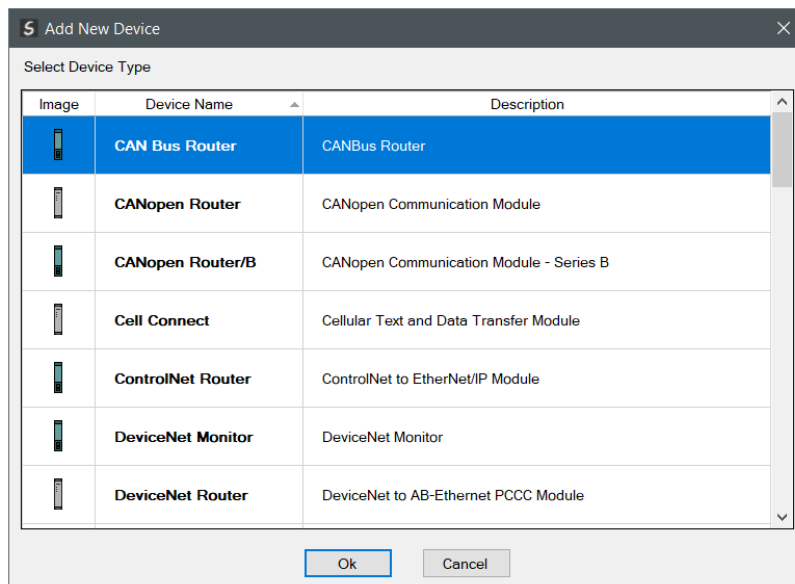 S Add New Device
Select Device Type
Image Device Name Description
CAN Bus Router CANBus Router
CANopen Router CANopen Communication Module
CANopen Router/B CANopen Communication Module - Series B
Cell Connect Cellular Text and Data Transfer Module
ControlNet Router ControlNet to EtherNet/IP Module
DeviceNet Monitor DeviceNet Monitor
DeviceNet Router DeviceNet to AB-Ethernet PCCC Module
Ok Cancel